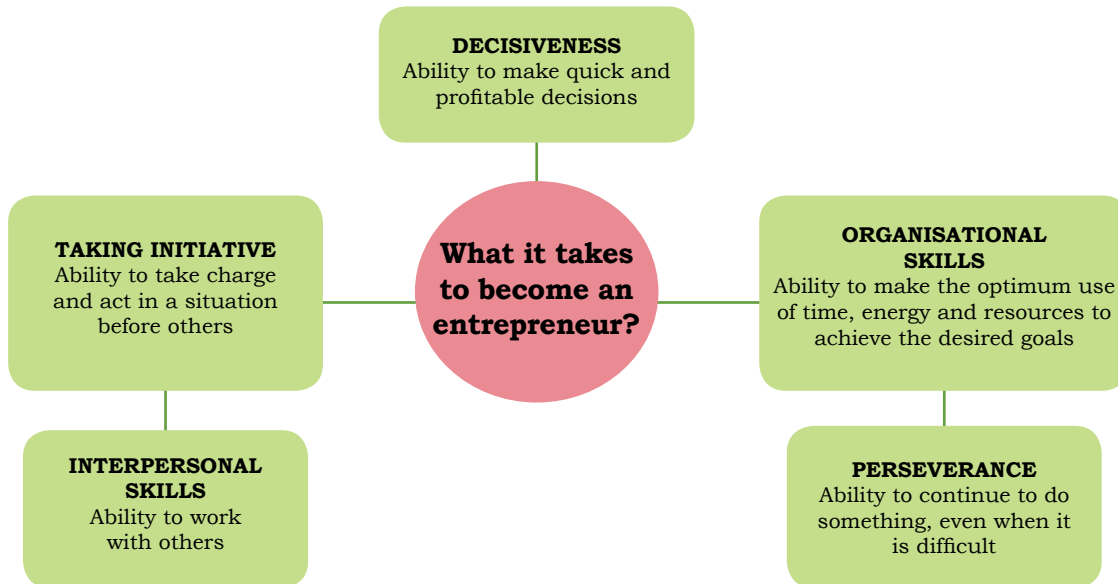 DECISIVENESS
Ability to make quick and
profitable decisions
TAKING INITIATIVE
Ability to take charge
and act in a situation
before others
What it takes
to become an
entrepreneur?
ORGANISATIONAL
SKILLS
Ability to make the optimum use
of time, energy and resources to
achieve the desired goals
INTERPERSONAL
SKILLS
Ability to work
with others
PERSEVERANCE
Ability to continue to do
something, even when it
is difficult